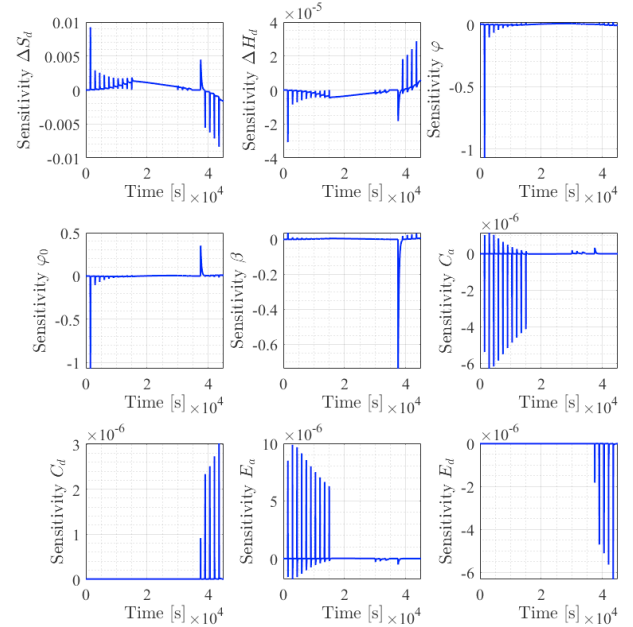 Sensitivity ΔS_d
0.01
0.005
0
-0.005
-0.01
0 2 4
Time [s] ×10^4
Sensitivity ΔH_d
×10^-5
4
2
0
-2
-4
0 2 4
Time [s] ×10^4
Sensitivity φ
0
-0.5
-1
0 2 4
Time [s] ×10^4
Sensitivity φ_0
0.5
0
-0.5
-1
0 2 4
Time [s] ×10^4
Sensitivity β
0
-0.2
-0.4
-0.6
0 2 4
Time [s] ×10^4
Sensitivity C_a
×10^-6
0
-2
-4
-6
0 2 4
Time [s] ×10^4
Sensitivity C_d
×10^-6
3
2
1
0
0 2 4
Time [s] ×10^4
Sensitivity E_a
×10^-6
10
5
0
0 2 4
Time [s] ×10^4
Sensitivity E_d
×10^-6
0
-2
-4
-6
0 2 4
Time [s] ×10^4